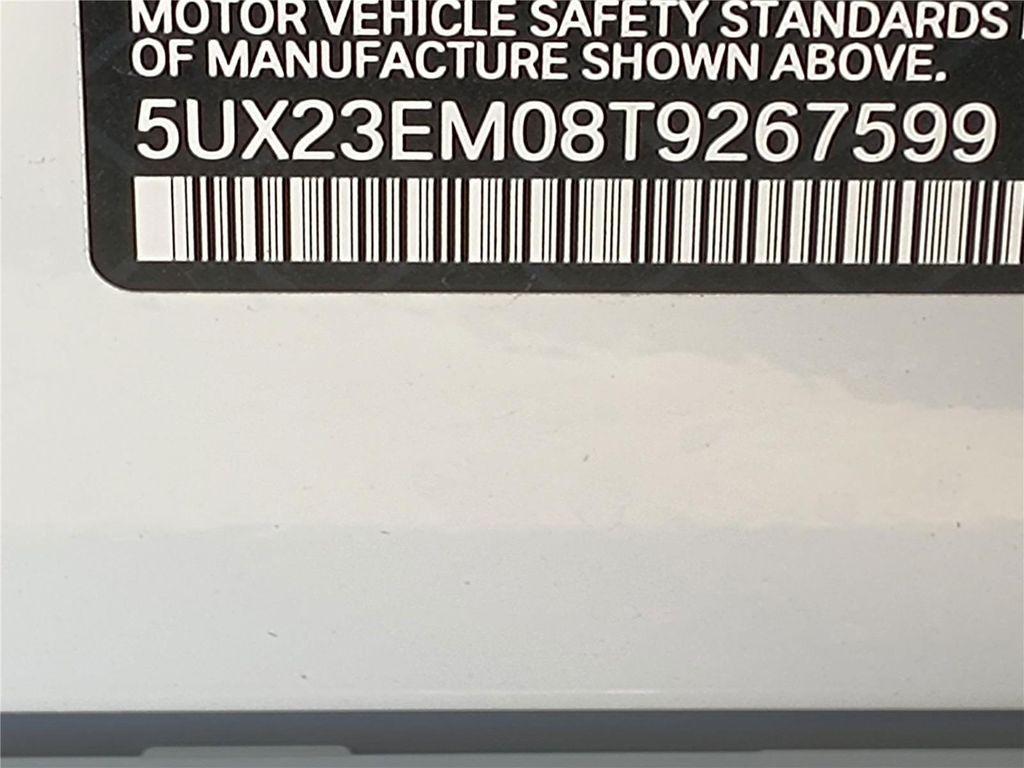 MOTOR VEHICLE SAFETY STANDARDS
OF MANUFACTURE SHOWN ABOVE.
5UX23EM08T9267599